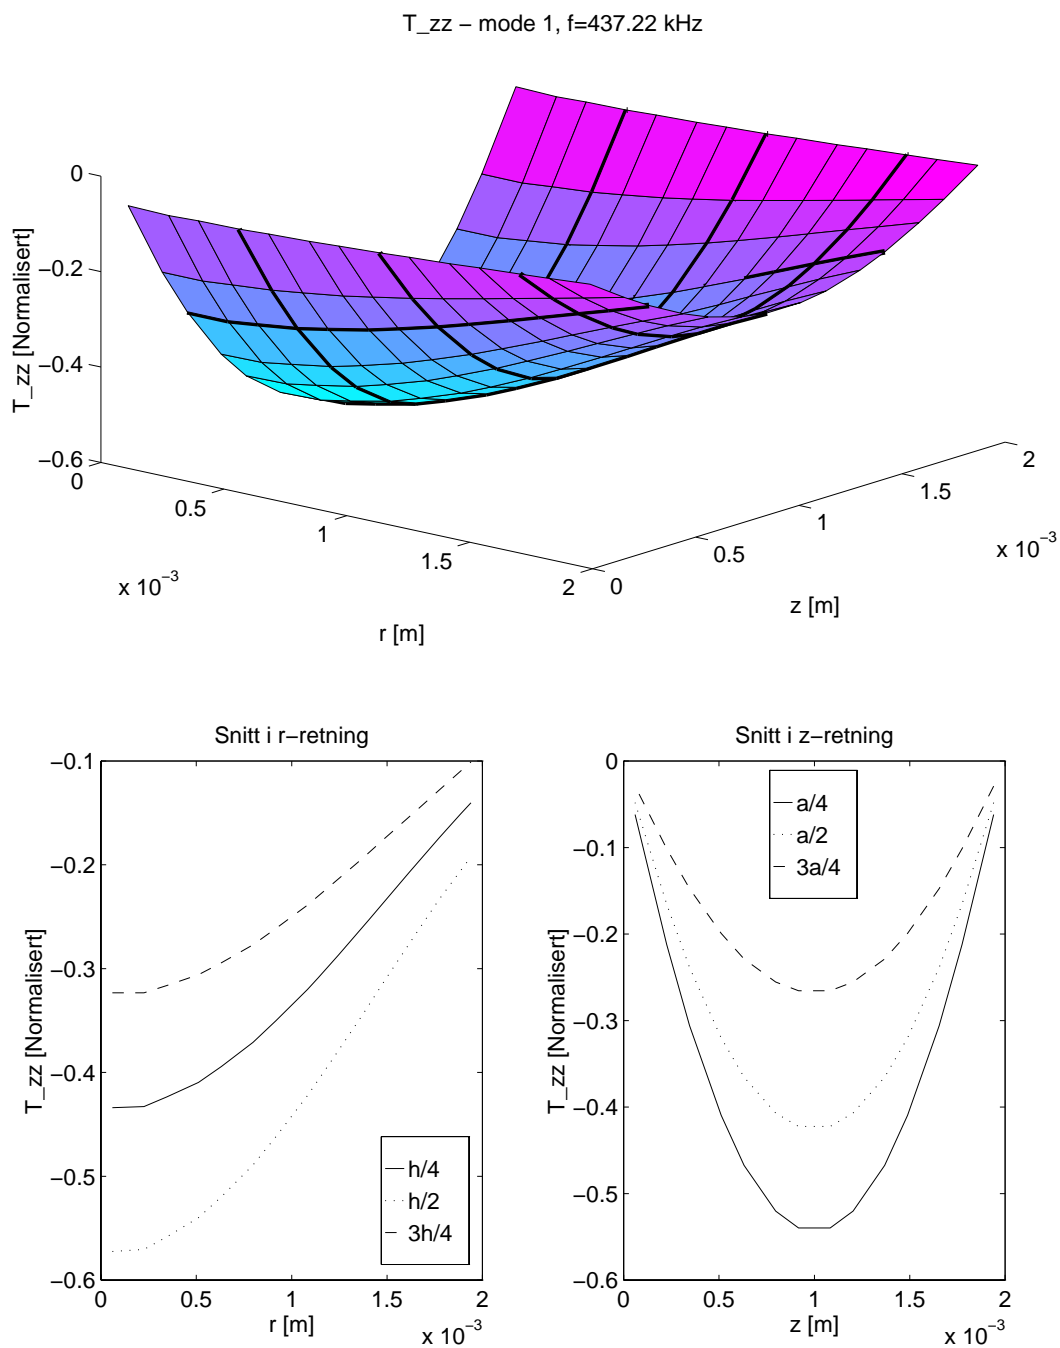 T_zz − mode 1, f=437.22 kHz
0
−0.2
−0.4
−0.6
T_zz [Normalisert]
0
0.5
1
1.5
2
x 10−3
r [m]
0
0.5
1
1.5
2
x 10−3
z [m]
Snitt i r−retning
−0.1
−0.2
−0.3
−0.4
−0.5
−0.6
T_zz [Normalisert]
h/4
h/2
3h/4
0
0.5
1
1.5
2
r [m]
x 10−3
Snitt i z−retning
0
−0.1
−0.2
−0.3
−0.4
−0.5
−0.6
T_zz [Normalisert]
a/4
a/2
3a/4
0
0.5
1
1.5
2
z [m]
x 10−3